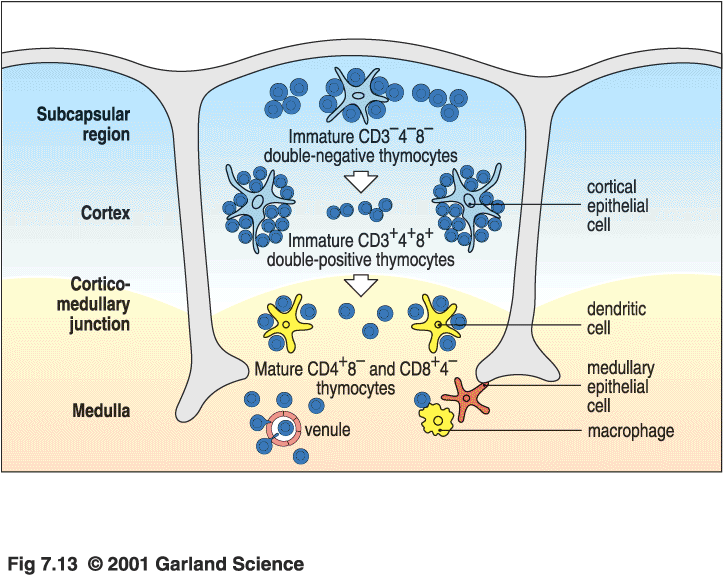 Subcapsular
region
Immature CD3⁻4⁻8⁻
double-negative thymocytes
Cortex
cortical
epithelial
cell
Immature CD3⁺4⁺8⁺
double-positive thymocytes
Cortico-
medullary
junction
dendritic
cell
Mature CD4⁺8⁻ and CD8⁺4⁻
thymocytes
medullary
epithelial
cell
Medulla
venule
macrophage
Fig 7.13 © 2001 Garland Science